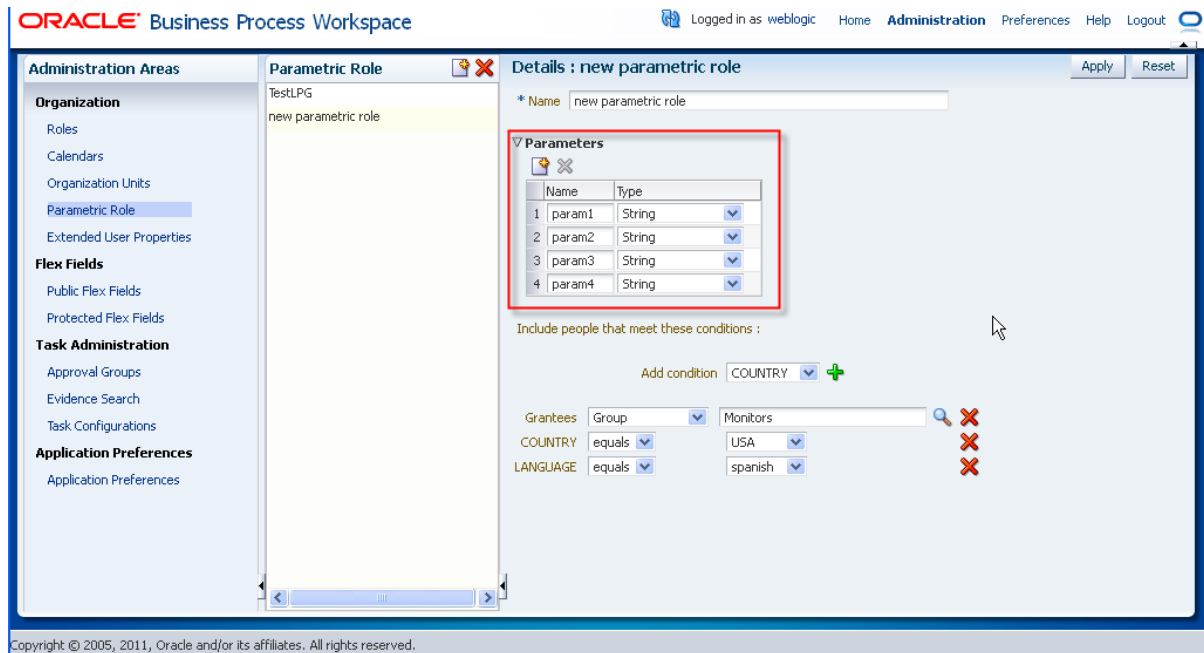 ORACLE Business Process Workspace
Logged in as weblogic Home Administration Preferences Help Logout
Administration Areas
Organization
Roles
Calendars
Organization Units
Parametric Role
Extended User Properties
Flex Fields
Public Flex Fields
Protected Flex Fields
Task Administration
Approval Groups
Evidence Search
Task Configurations
Application Preferences
Application Preferences
Parametric Role
TestLPG
new parametric role
Details : new parametric role
Apply Reset
* Name new parametric role
Parameters
Name Type
1 param1 String
2 param2 String
3 param3 String
4 param4 String
Include people that meet these conditions :
Add condition COUNTRY
Grantees Group Monitors
COUNTRY equals USA
LANGUAGE equals spanish
Copyright © 2005, 2011, Oracle and/or its affiliates. All rights reserved.